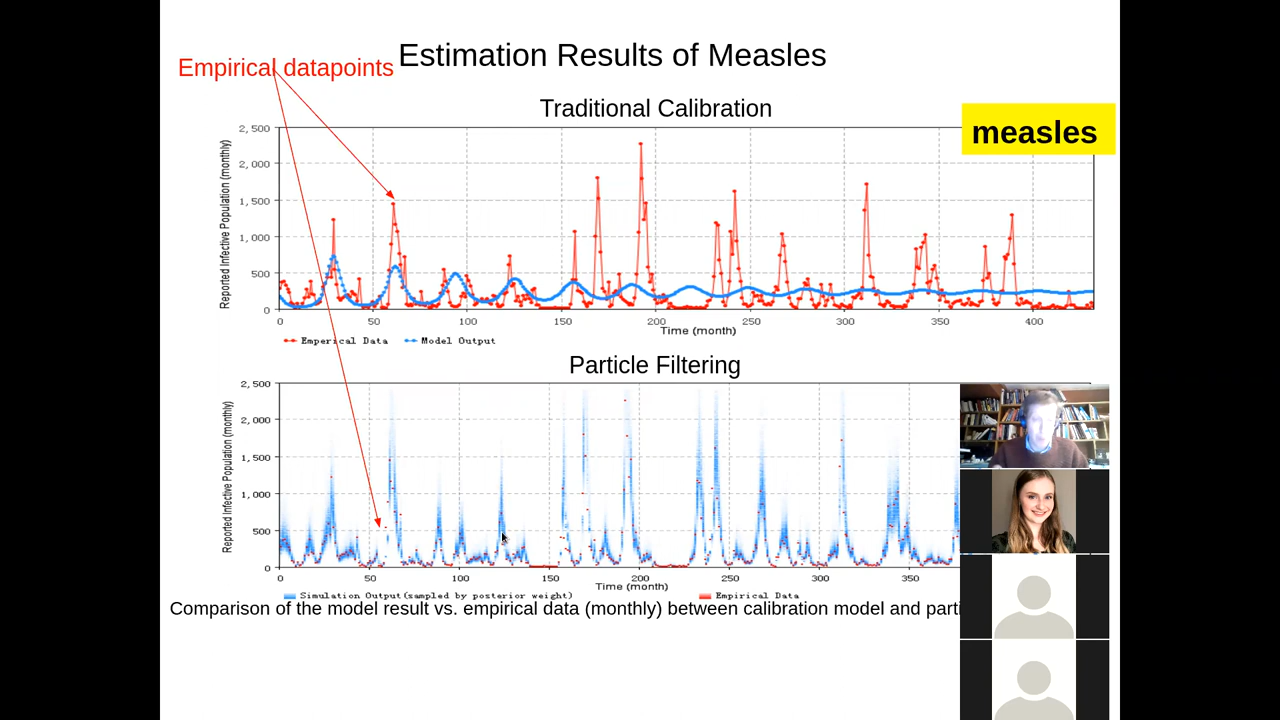 Estimation Results of Measles
Empirical datapoints
Traditional Calibration
measles
Reported Infective Population (monthly)
2,500
2,000
1,500
1,000
500
0
0 50 100 150 200 250 300 350 400
Time (month)
Emperical Data Model Output
Particle Filtering
Reported Infective Population (monthly)
2,500
2,000
1,500
1,000
500
0
0 50 100 150 200 250 300 350
Time (month)
Simulation Output(sampled by posterior weight) Empirical Data
Comparison of the model result vs. empirical data (monthly) between calibration model and parti